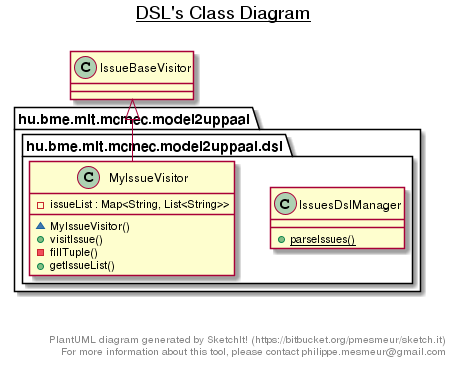 DSL's Class Diagram
C IssueBaseVisitor
hu.bme.mlt.mcmec.model2uppaal
hu.bme.mlt.mcmec.model2uppaal.dsl
C MyIssueVisitor
issueList : Map<String, List<String>>
MyIssueVisitor()
visitIssue()
fillTuple()
getIssueList()
C IssuesDslManager
parseIssues()
PlantUML diagram generated by SketchIt! (https://bitbucket.org/pmesmeur/sketch.it)
For more information about this tool, please contact philippe.mesmeur@gmail.com